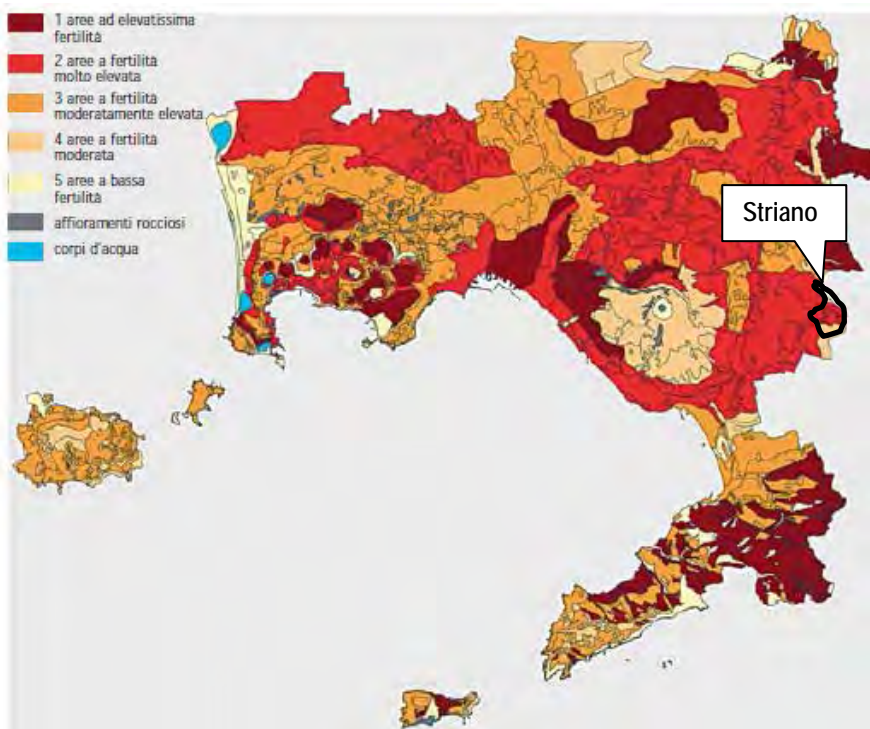 1 aree ad elevatissima
fertilità
2 aree a fertilità
molto elevata
3 aree a fertilità
moderatamente elevata
4 aree a fertilità
moderata
5 aree a bassa
fertilità
affioramenti rocciosi
corpi d'acqua
Striano